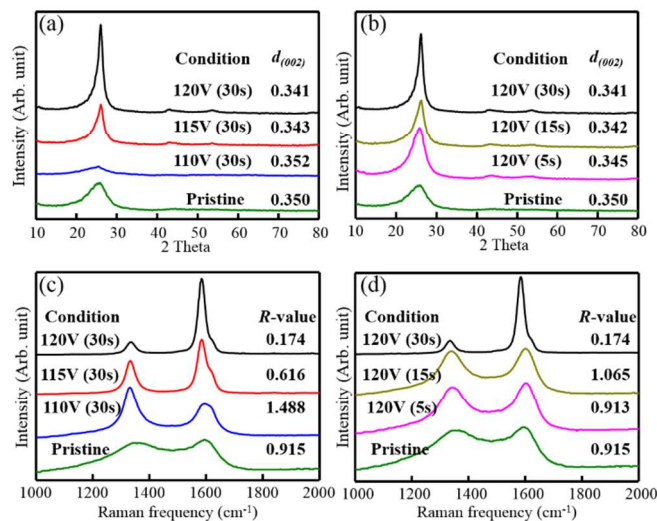 (a)
Condition d(002)
120V (30s) 0.341
115V (30s) 0.343
110V (30s) 0.352
Pristine 0.350
10 20 30 40 50 60 70 80
2 Theta
Intensity (Arb. unit)
(b)
Condition d(002)
120V (30s) 0.341
120V (15s) 0.342
120V (5s) 0.345
Pristine 0.350
10 20 30 40 50 60 70 80
2 Theta
Intensity (Arb. unit)
(c)
Condition R-value
120V (30s) 0.174
115V (30s) 0.616
110V (30s) 1.488
Pristine 0.915
1000 1200 1400 1600 1800 2000
Raman frequency (cm-1)
Intensity (Arb. unit)
(d)
Condition R-value
120V (30s) 0.174
120V (15s) 1.065
120V (5s) 0.913
Pristine 0.915
1000 1200 1400 1600 1800 2000
Raman frequency (cm-1)
Intensity (Arb. unit)